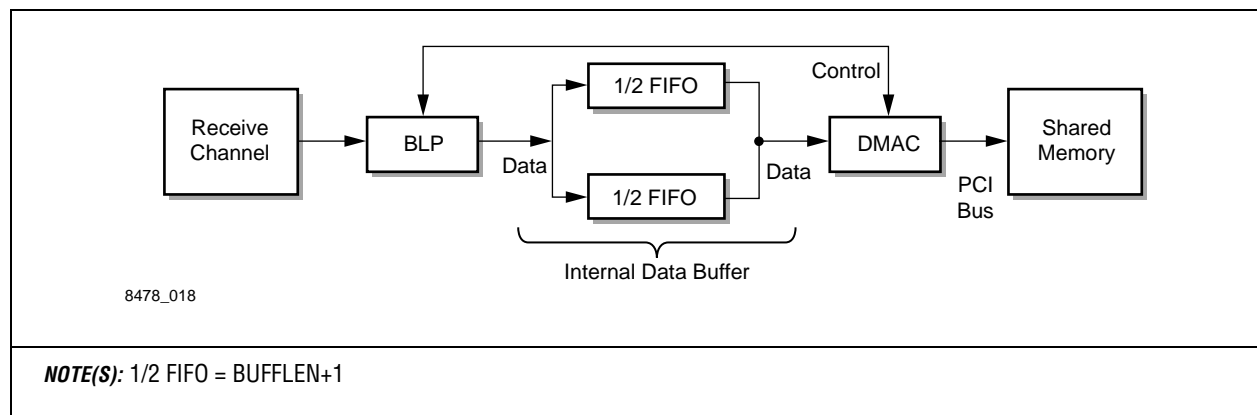 Control
1/2 FIFO
Receive
Channel
BLP
Data
Data
DMAC
Shared
Memory
1/2 FIFO
PCI
Bus
Internal Data Buffer
8478_018
NOTE(S): 1/2 FIFO = BUFFLEN+1